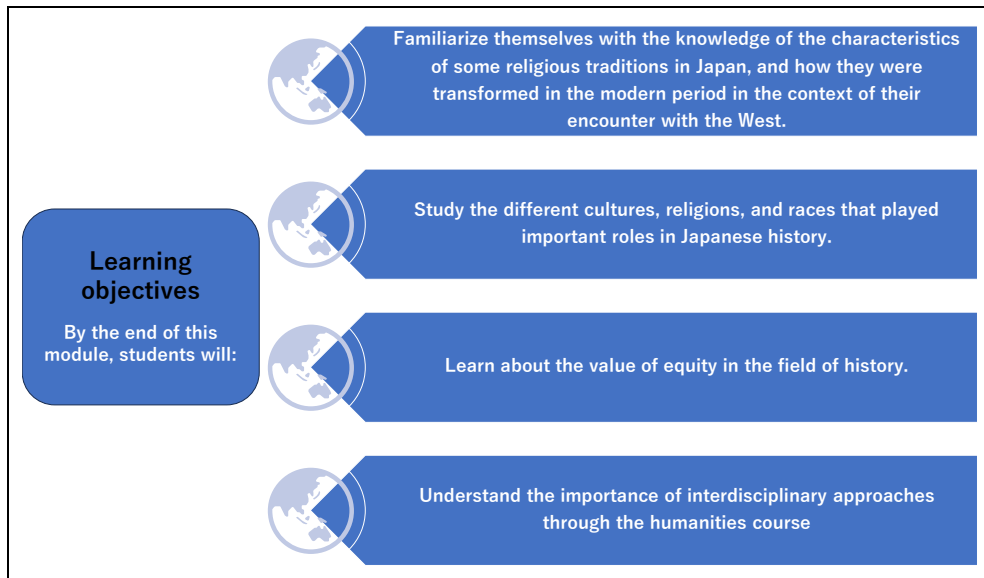 Learning
objectives
By the end of this
module, students will:
Familiarize themselves with the knowledge of the characteristics
of some religious traditions in Japan, and how they were
transformed in the modern period in the context of their
encounter with the West.
Study the different cultures, religions, and races that played
important roles in Japanese history.
Learn about the value of equity in the field of history.
Understand the importance of interdisciplinary approaches
through the humanities course